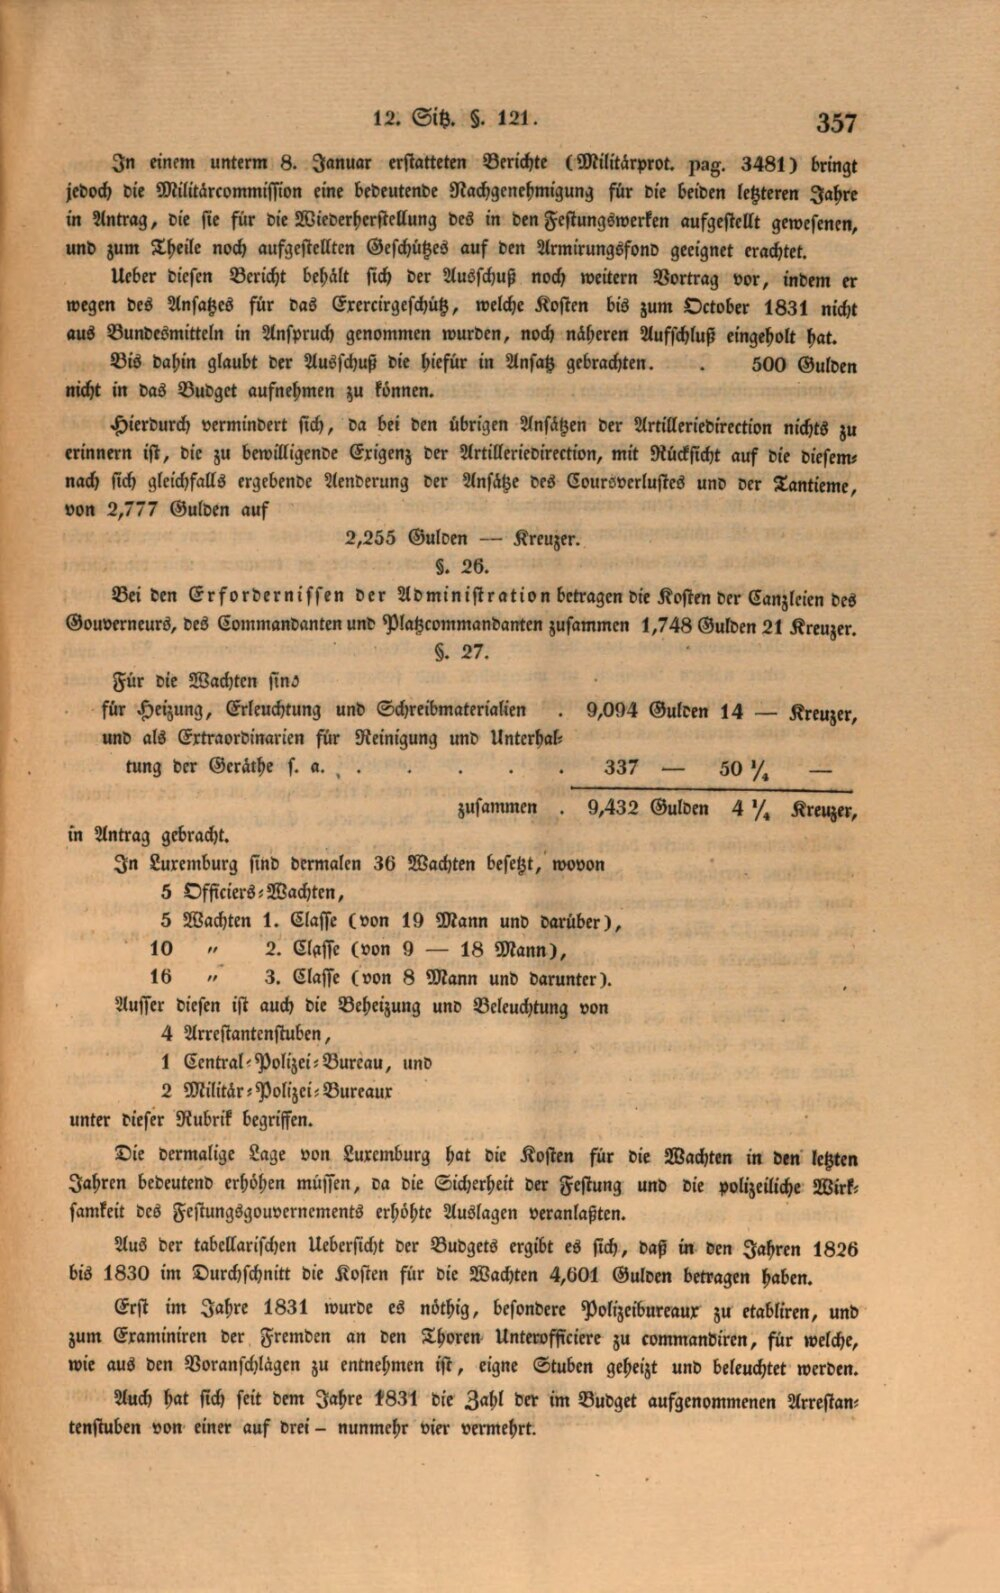 12. Sitz. §. 121.
357
In einem unterm 8. Januar erstatteten Berichte (Militärprot. pag. 3481) bringt
jedoch die Militärcommission eine bedeutende Nachgenehmigung für die beiden letzteren Jahre
in Antrag, die sie für die Wiederherstellung des in den Festungswerken aufgestellt gewesenen,
und zum Theile noch aufgestellten Geschützes auf den Armirungsfond geeignet erachtet.
Ueber diesen Bericht behält sich der Ausschuß noch weitern Vortrag vor, indem er
wegen des Ansatzes für das Exercirgeschütz, welche Kosten bis zum October 1831 nicht
aus Bundesmitteln in Anspruch genommen wurden, noch näheren Aufschluß eingeholt hat.
Bis dahin glaubt der Ausschuß die hiefür in Ansatz gebrachten. . 500 Gulden
nicht in das Budget aufnehmen zu können.
Hierdurch vermindert sich, da bei den übrigen Ansätzen der Artilleriedirection nichts zu
erinnern ist, die zu bewilligende Exigenz der Artilleriedirection, mit Rücksicht auf die diesem-
nach sich gleichfalls ergebende Aenderung der Ansätze des Coursverlustes und der Tantieme,
von 2,777 Gulden auf
2,255 Gulden — Kreuzer.
§. 26.
Bei den Erfordernissen der Administration betragen die Kosten der Canzleien des
Gouverneurs, des Commandanten und Platzcommandanten zusammen 1,748 Gulden 21 Kreuzer.
§. 27.
Für die Wachten sind
für Heizung, Erleuchtung und Schreibmaterialien . 9,094 Gulden 14 — Kreuzer,
und als Extraordinarien für Reinigung und Unterhal-
tung der Geräthe s. a. . . . . . 337 — 50 ¼ —
zusammen . 9,432 Gulden 4 ¼ Kreuzer,
in Antrag gebracht.
In Luxemburg sind dermalen 36 Wachten besetzt, wovon
5 Officiers-Wachten,
5 Wachten 1. Classe (von 19 Mann und darüber),
10 „ 2. Classe (von 9 — 18 Mann),
16 „ 3. Classe (von 8 Mann und darunter).
Ausser diesen ist auch die Beheizung und Beleuchtung von
4 Arrestantenstuben,
1 Central-Polizei-Bureau, und
2 Militär-Polizei-Bureaux
unter dieser Rubrik begriffen.
Die dermalige Lage von Luxemburg hat die Kosten für die Wachten in den letzten
Jahren bedeutend erhöhen müssen, da die Sicherheit der Festung und die polizeiliche Wirk-
samkeit des Festungsgouvernements erhöhte Auslagen veranlaßten.
Aus der tabellarischen Uebersicht der Budgets ergibt es sich, daß in den Jahren 1826
bis 1830 im Durchschnitt die Kosten für die Wachten 4,601 Gulden betragen haben.
Erst im Jahre 1831 wurde es nöthig, besondere Polizeibureaux zu etabliren, und
zum Examiniren der Fremden an den Thoren Unterofficiere zu commandiren, für welche,
wie aus den Voranschlägen zu entnehmen ist, eigne Stuben geheizt und beleuchtet werden.
Auch hat sich seit dem Jahre 1831 die Zahl der im Budget aufgenommenen Arrestan-
tenstuben von einer auf drei – nunmehr vier vermehrt.